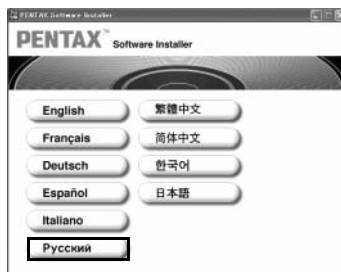 PENTAX Software Installer
PENTAX™ Software Installer
English
Français
Deutsch
Español
Italiano
Русский
繁體中文
简体中文
한국어
日本語